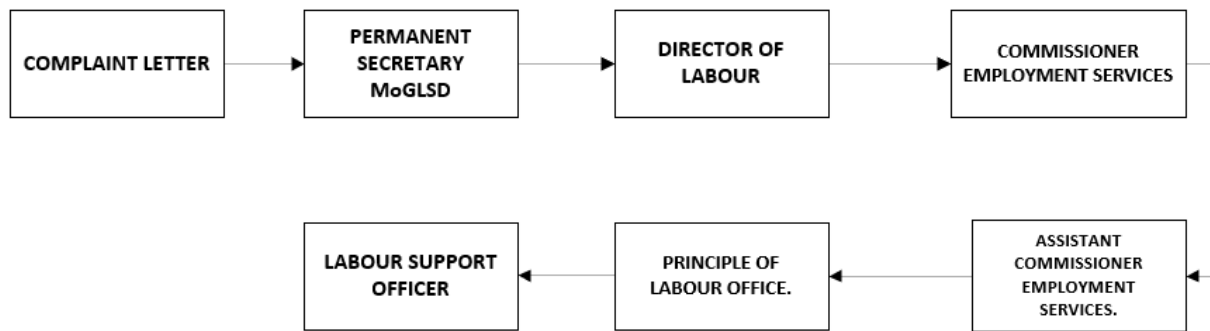 COMPLAINT LETTER
PERMANENT
SECRETARY
MoGLSD
DIRECTOR OF
LABOUR
COMMISSIONER
EMPLOYMENT SERVICES
ASSISTANT
COMMISSIONER
EMPLOYMENT
SERVICES.
PRINCIPLE OF
LABOUR OFFICE.
LABOUR SUPPORT
OFFICER